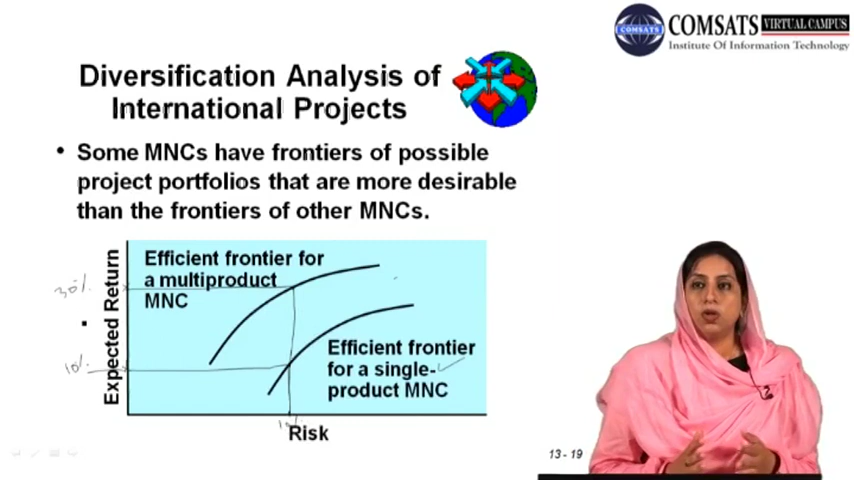 COMSATS VIRTUAL CAMPUS
Institute Of Information Technology
Diversification Analysis of
International Projects
• Some MNCs have frontiers of possible
project portfolios that are more desirable
than the frontiers of other MNCs.
Expected Return
30%
10%
Efficient frontier for
a multiproduct
MNC
Efficient frontier
for a single-
product MNC
10%
Risk
13 - 19